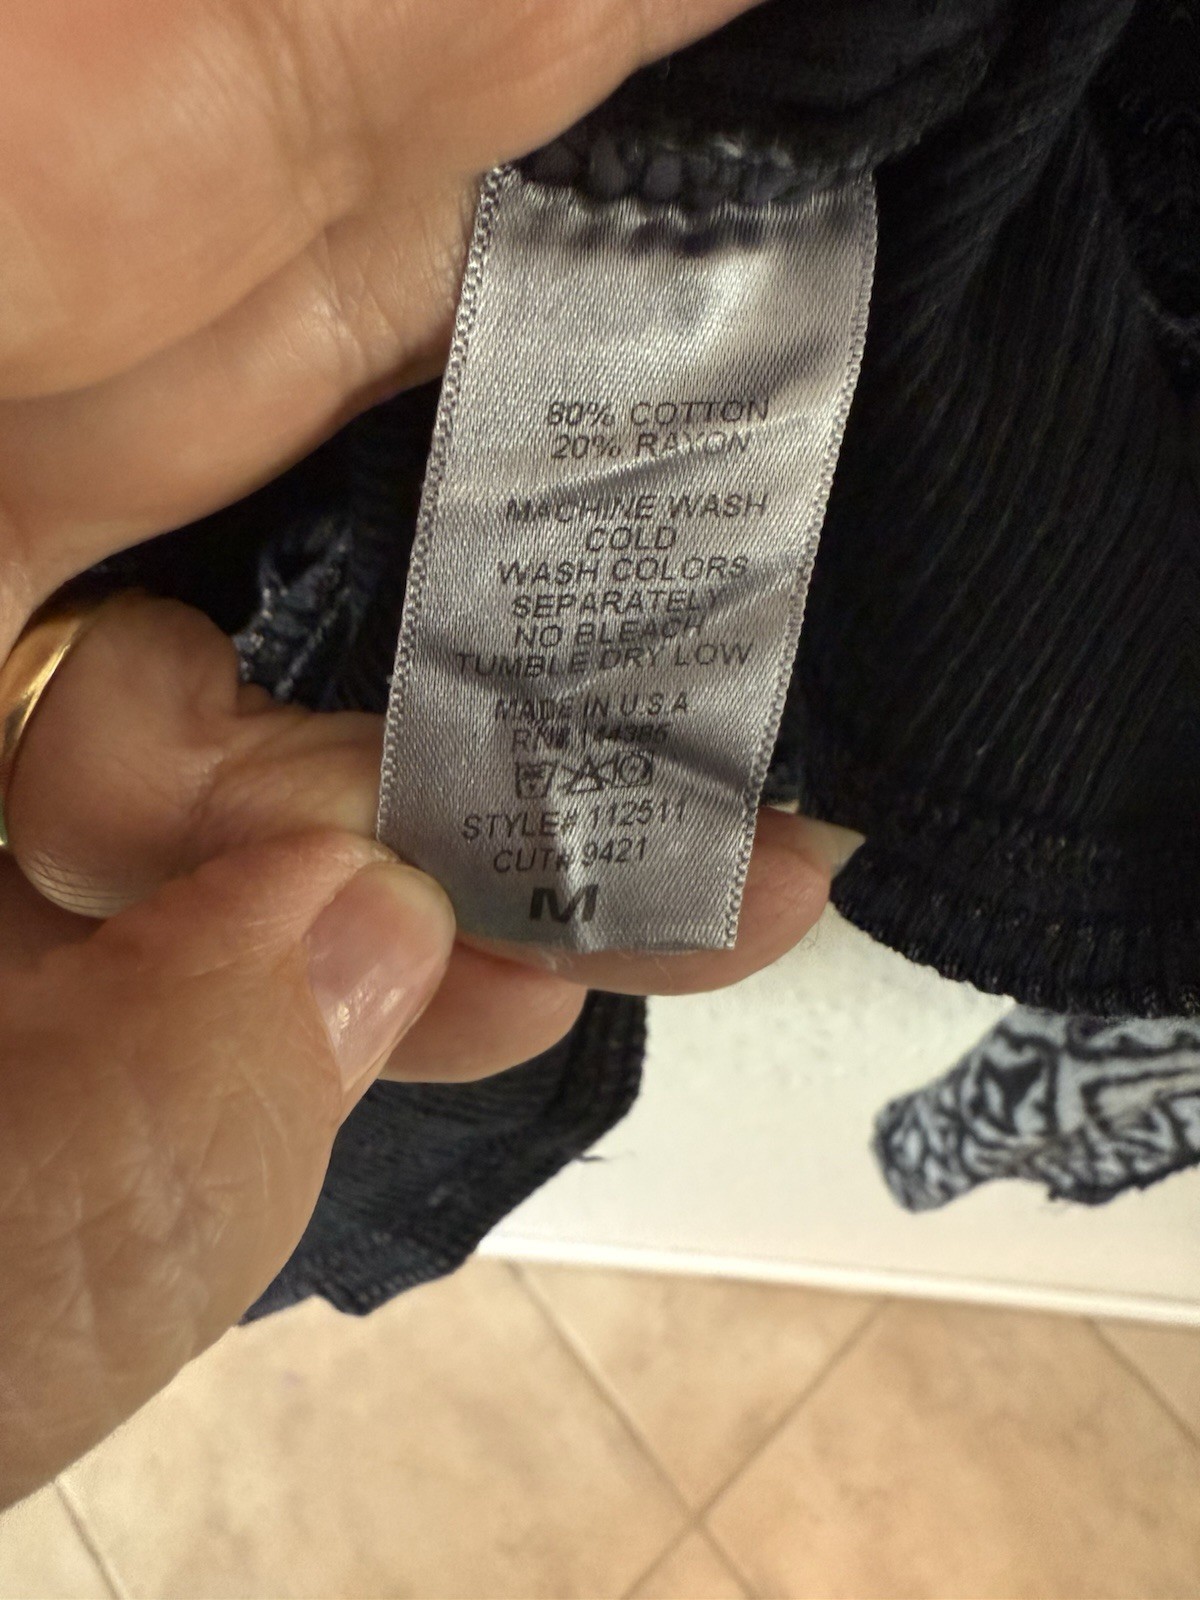 80% COTTON
20% RAYON
MACHINE WASH
COLD
WASH COLORS
SEPARATELY
NO BLEACH
TUMBLE DRY LOW
MADE IN U.S.A
RN#
STYLE# 112511
CUT# 9421
M